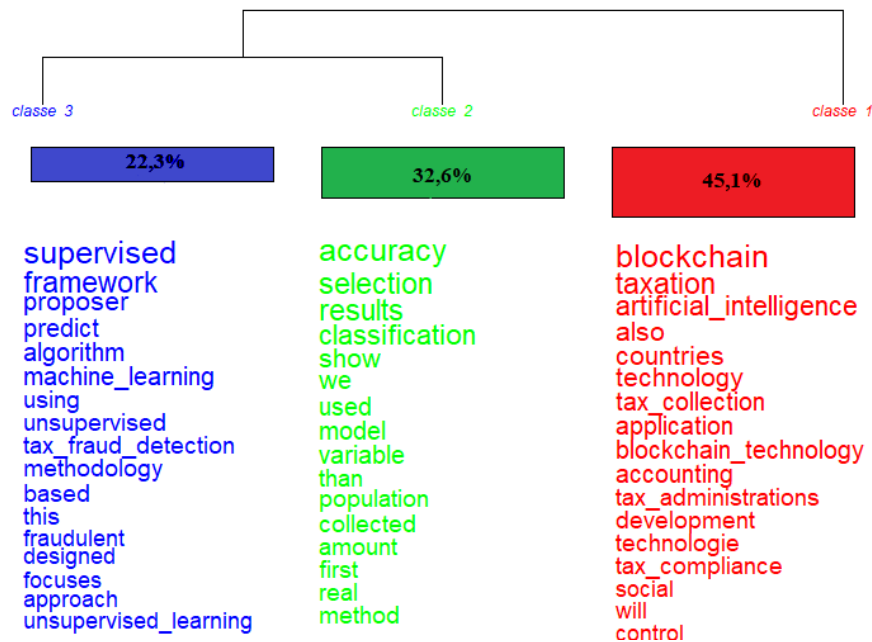 classe 3
classe 2
classe 1
22,3%
32,6%
45,1%
supervised
framework
proposer
predict
algorithm
machine_learning
using
unsupervised
tax_fraud_detection
methodology
based
this
fraudulent
designed
focuses
approach
unsupervised_learning
accuracy
selection
results
classification
show
we
used
model
variable
than
population
collected
amount
first
real
method
blockchain
taxation
artificial_intelligence
also
countries
technology
tax_collection
application
blockchain_technology
accounting
tax_administrations
development
technologie
tax_compliance
social
will
control